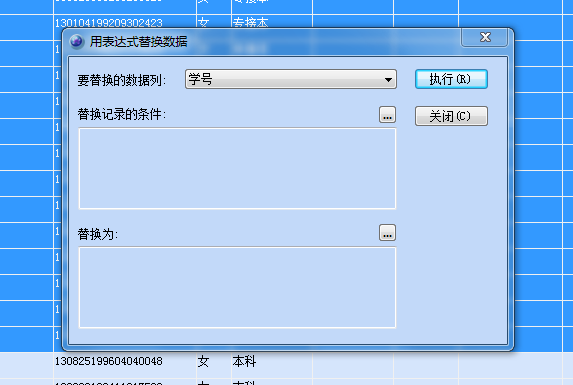 130104199209302423 女 专接本
用表达式替换数据
要替换的数据列: 学号 执行(R)
替换记录的条件: ... 关闭(C)
替换为: ...
130825199604040048 女 本科